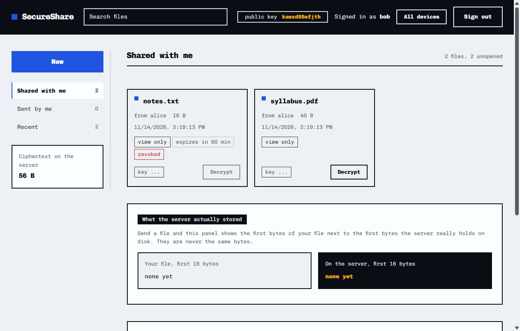 SecureShare
Search files
public key kamxd00efjth
Signed in as bob
All devices
Sign out
New
Shared with me 2
Sent by me 0
Recent 2
Ciphertext on the
server
56 B
Shared with me
2 files, 2 unopened
notes.txt
from alice 16 B
11/14/2026, 3:19:13 PM
view only
expires in 60 min
revoked
key ...
Decrypt
syllabus.pdf
from alice 40 B
11/14/2026, 3:19:13 PM
view only
key ...
Decrypt
What the server actually stored
Send a file and this panel shows the first bytes of your file next to the first bytes the server really holds on
disk. They are never the same bytes.
Your file, first 16 bytes
none yet
On the server, first 16 bytes
none yet